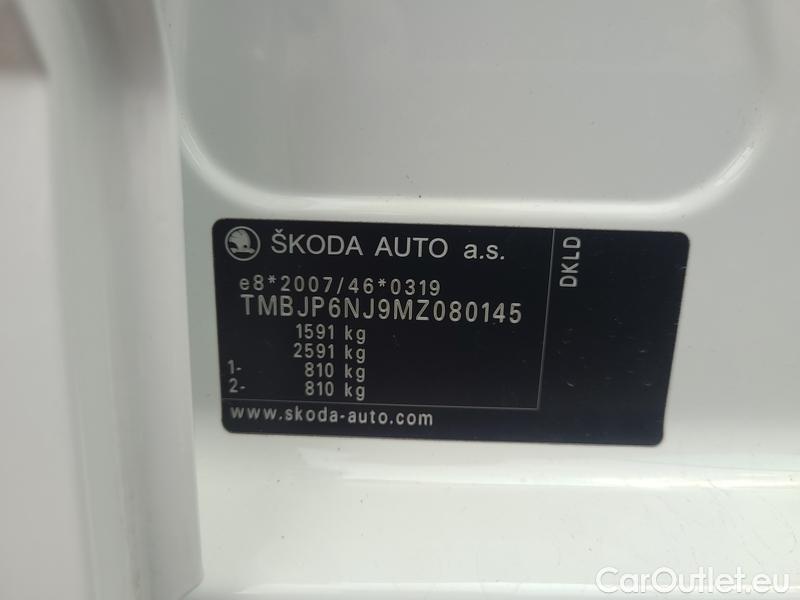 ŠKODA AUTO a.s.
e8*2007/46*0319
TMBJP6NJ9MZ080145
1591 kg
2591 kg
1- 810 kg
2- 810 kg
www.skoda-auto.com
DKLD
CarOutlet.eu